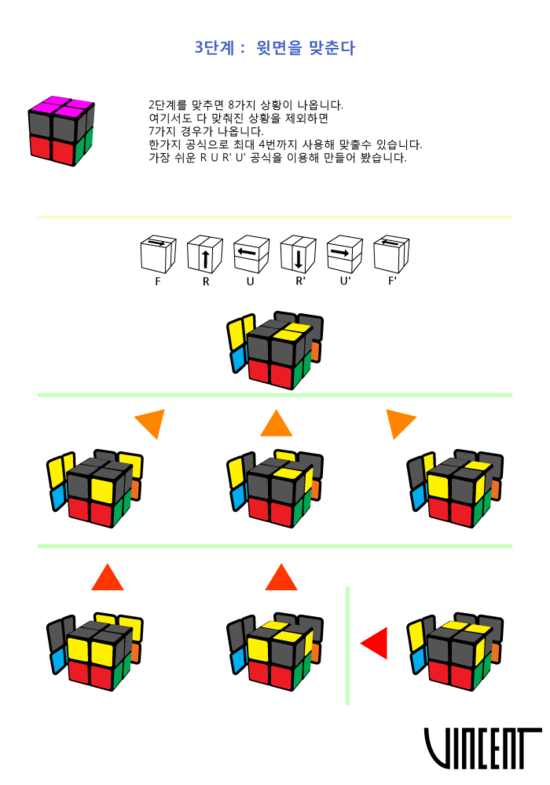 3단계 : 윗면을 맞춘다
2단계를 맞추면 8가지 상황이 나옵니다.
여기서도 다 맞춰진 상황을 제외하면
7가지 경우가 나옵니다.
한가지 공식으로 최대 4번까지 사용해 맞출수 있습니다.
가장 쉬운 R U R' U' 공식을 이용해 만들어 봤습니다.
F R U R' U' F'
VINCENT